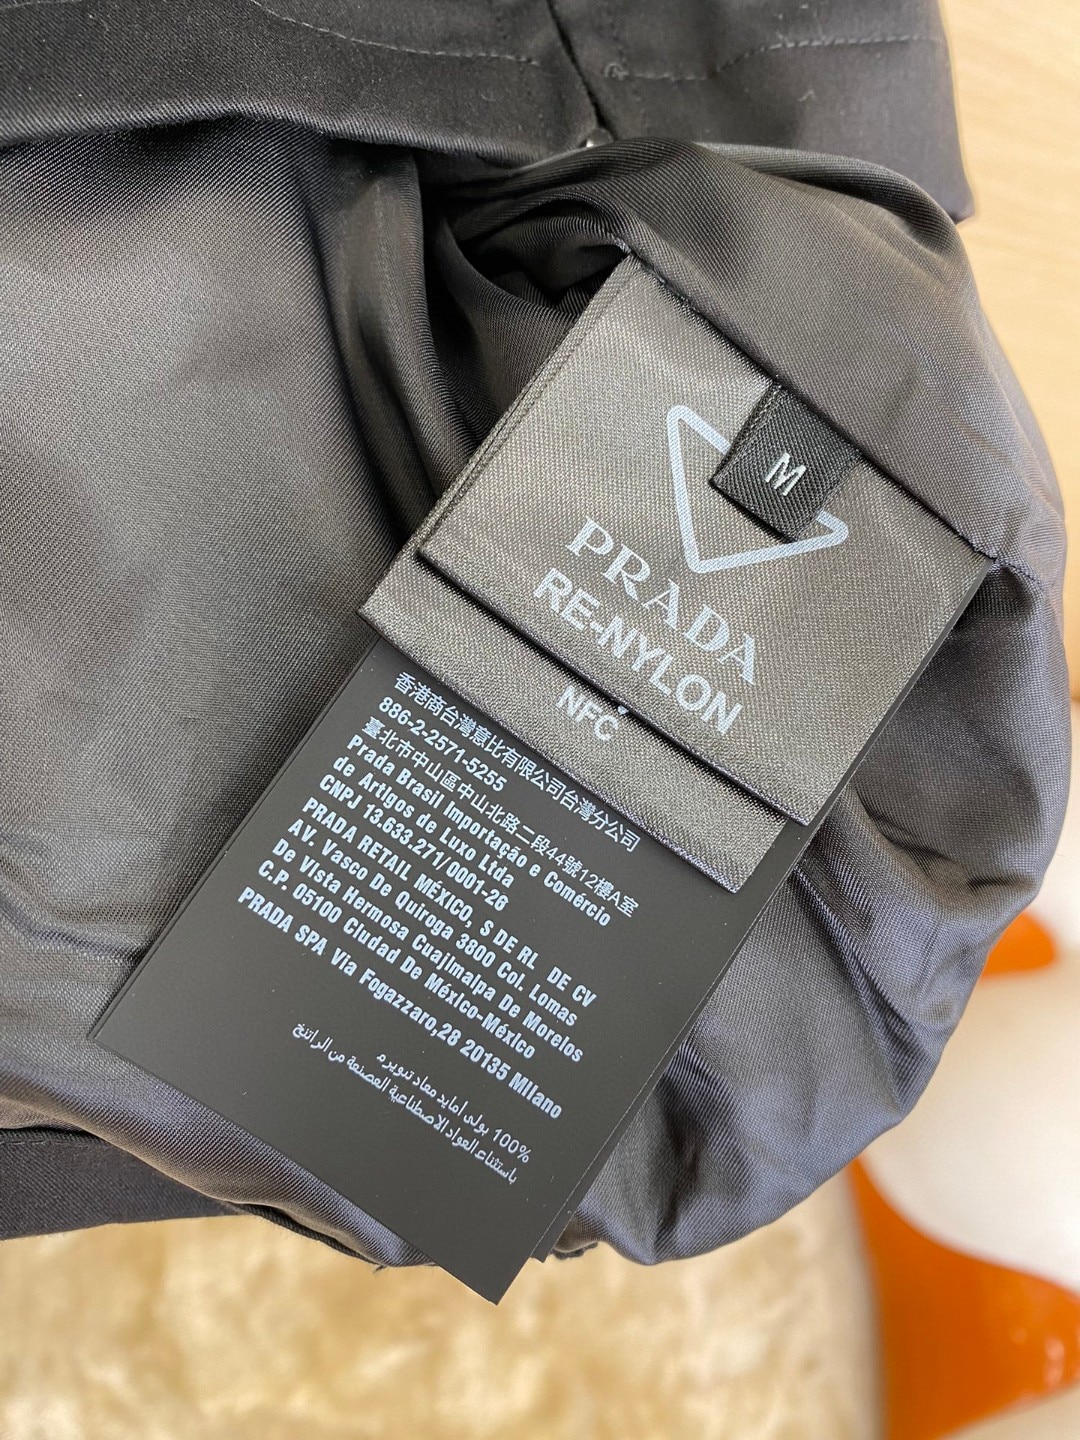 M
PRADA
RE-NYLON
NFC
香港商台灣意比有限公司台灣分公司
886-2-2571-5255
臺北市中山區中山北路二段44號12樓A室
Prada Brasil Importação e Comércio
de Artigos de Luxo Ltda
CNPJ 13.633.271/0001-26
PRADA RETAIL MÉXICO, S DE RL DE CV
AV. Vasco De Quiroga 3800 Col. Lomas
De Vista Hermosa Cuajimalpa De Morelos
C.P. 05100 Ciudad De México-México
PRADA SPA Via Fogazzaro,28 20135 Milano
100% بولي امايد معاد تدويره
باستثناء المواد الاصطناعية المصنعة من الراتنج